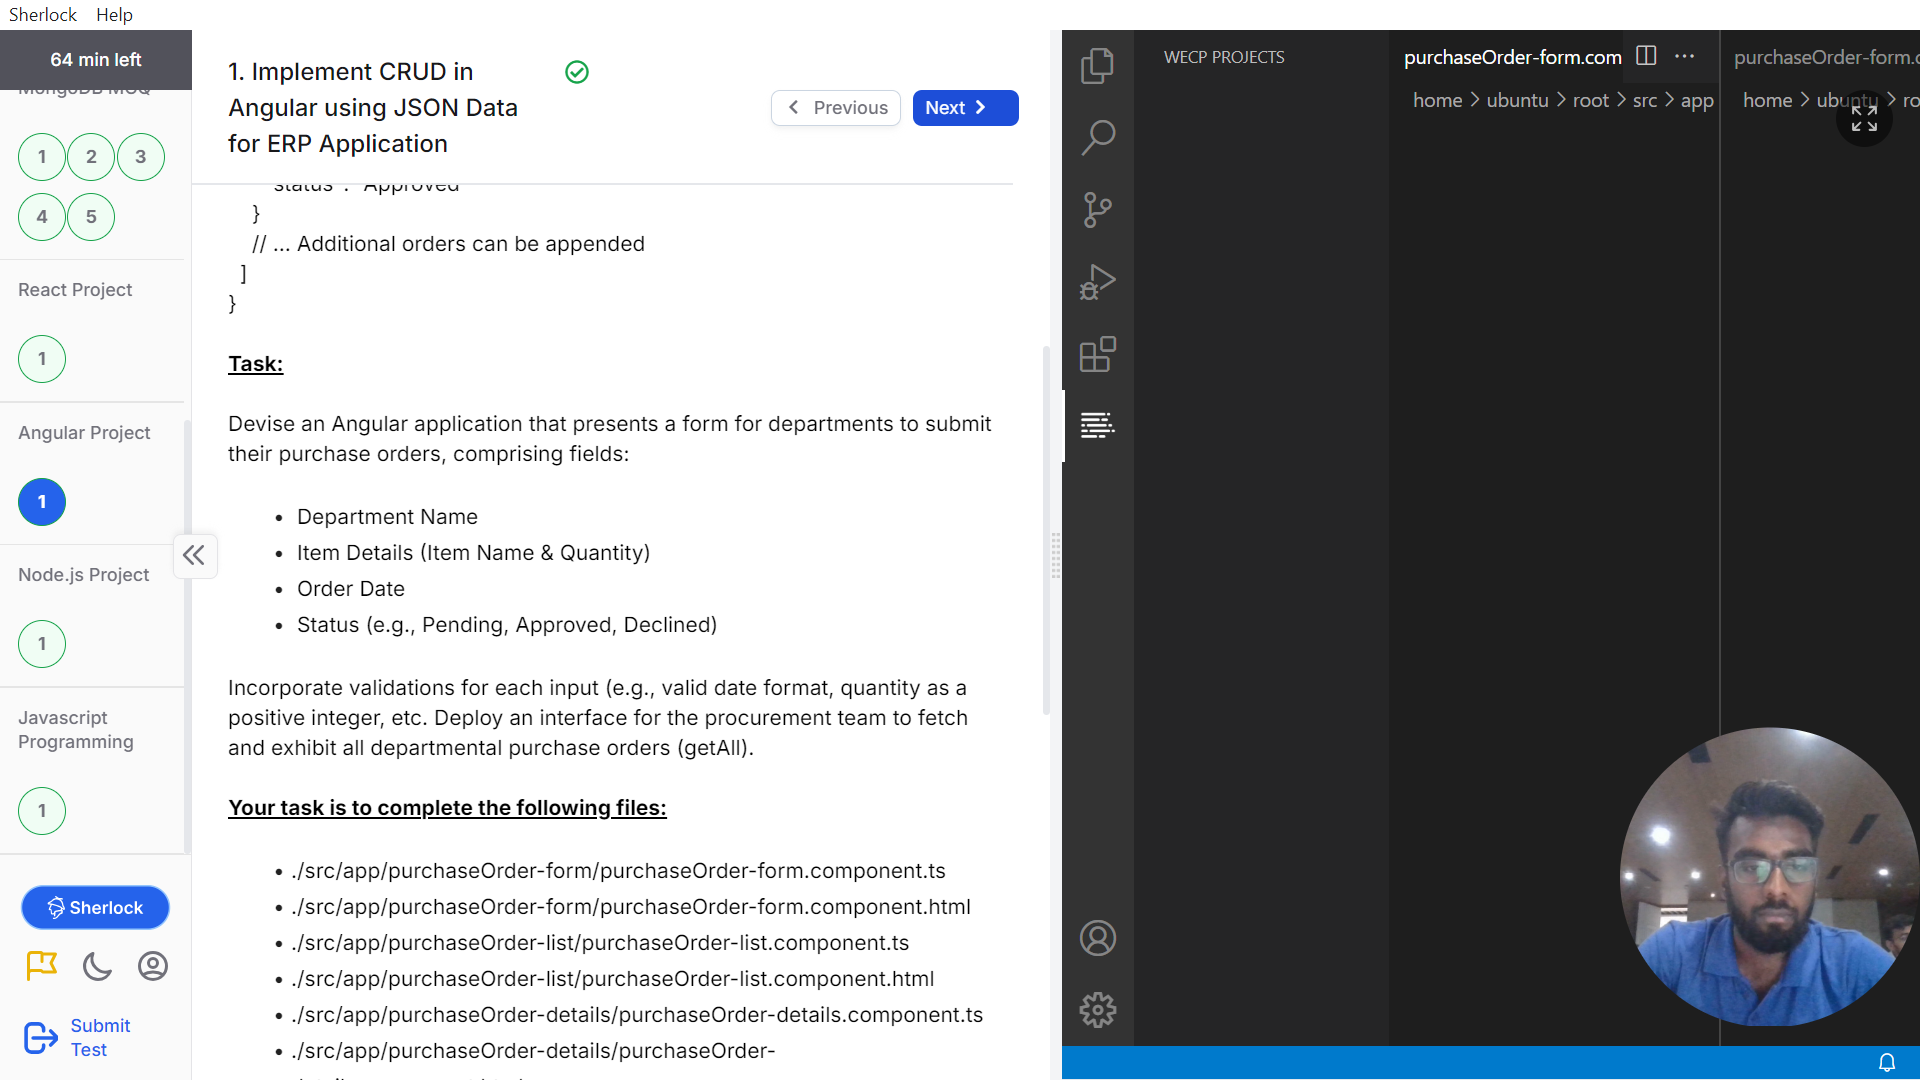 Sherlock Help
64 min left
MongoDB MCQ
1 2 3
4 5
React Project
1
Angular Project
1
Node.js Project
1
Javascript
Programming
1
Sherlock
Submit
Test
1. Implement CRUD in
Angular using JSON Data
for ERP Application
Previous
Next
"status": "Approved"
}
// ... Additional orders can be appended
]
}
Task:
Devise an Angular application that presents a form for departments to submit
their purchase orders, comprising fields:
• Department Name
• Item Details (Item Name & Quantity)
• Order Date
• Status (e.g., Pending, Approved, Declined)
Incorporate validations for each input (e.g., valid date format, quantity as a
positive integer, etc. Deploy an interface for the procurement team to fetch
and exhibit all departmental purchase orders (getAll).
Your task is to complete the following files:
• ./src/app/purchaseOrder-form/purchaseOrder-form.component.ts
• ./src/app/purchaseOrder-form/purchaseOrder-form.component.html
• ./src/app/purchaseOrder-list/purchaseOrder-list.component.ts
• ./src/app/purchaseOrder-list/purchaseOrder-list.component.html
• ./src/app/purchaseOrder-details/purchaseOrder-details.component.ts
• ./src/app/purchaseOrder-details/purchaseOrder-
WECP PROJECTS
purchaseOrder-form.com
home > ubuntu > root > src > app
purchaseOrder-form.c
home > ubuntu > ro